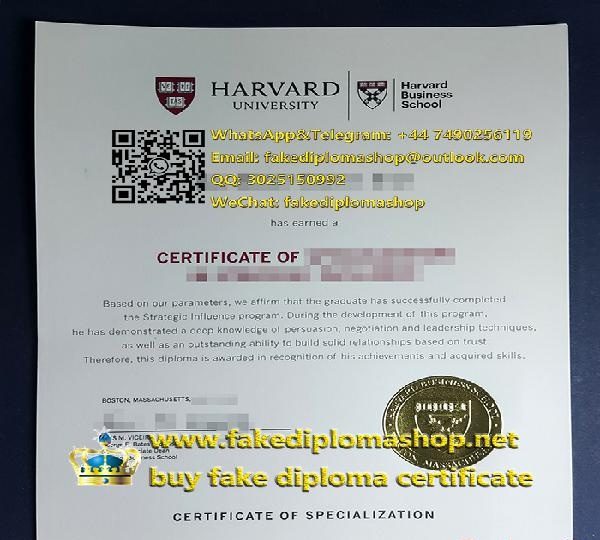 HARVARD
UNIVERSITY
Harvard
Business
School
WhatsApp&Telegram: +44 7490256119
Email: fakediplomashop@outlook.com
QQ: 3025150992
WeChat: fakediplomashop
has earned a
CERTIFICATE OF
Based on our parameters, we affirm that the graduate has successfully completed
the Strategic Influence program. During the development of this program,
he has demonstrated a deep knowledge of persuasion, negotiation and leadership techniques,
as well as an outstanding ability to build solid relationships based on trust.
Therefore, this diploma is awarded in recognition of his achievements and acquired skills.
BOSTON, MASSACHUSETTS,
Dean
School
www.fakediplomashop.net
buy fake diploma certificate
CERTIFICATE OF SPECIALIZATION